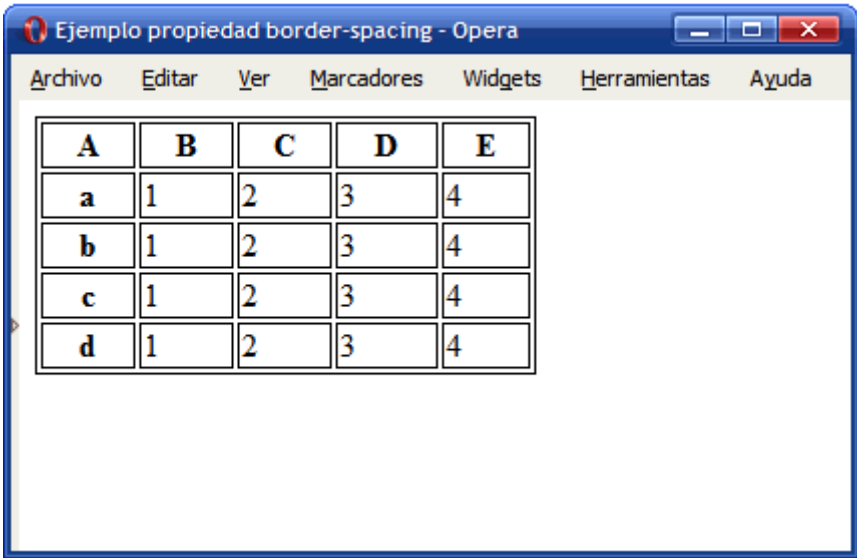 Ejemplo propiedad border-spacing - Opera
Archivo Editar Ver Marcadores Widgets Herramientas Ayuda
A B C D E
a 1 2 3 4
b 1 2 3 4
c 1 2 3 4
d 1 2 3 4